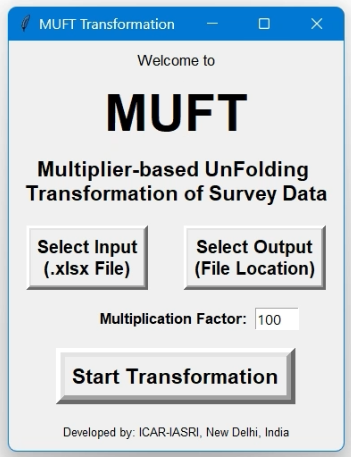 MUFT Transformation
Welcome to
MUFT
Multiplier-based UnFolding
Transformation of Survey Data
Select Input
(.xlsx File)
Select Output
(File Location)
Multiplication Factor: 100
Start Transformation
Developed by: ICAR-IASRI, New Delhi, India